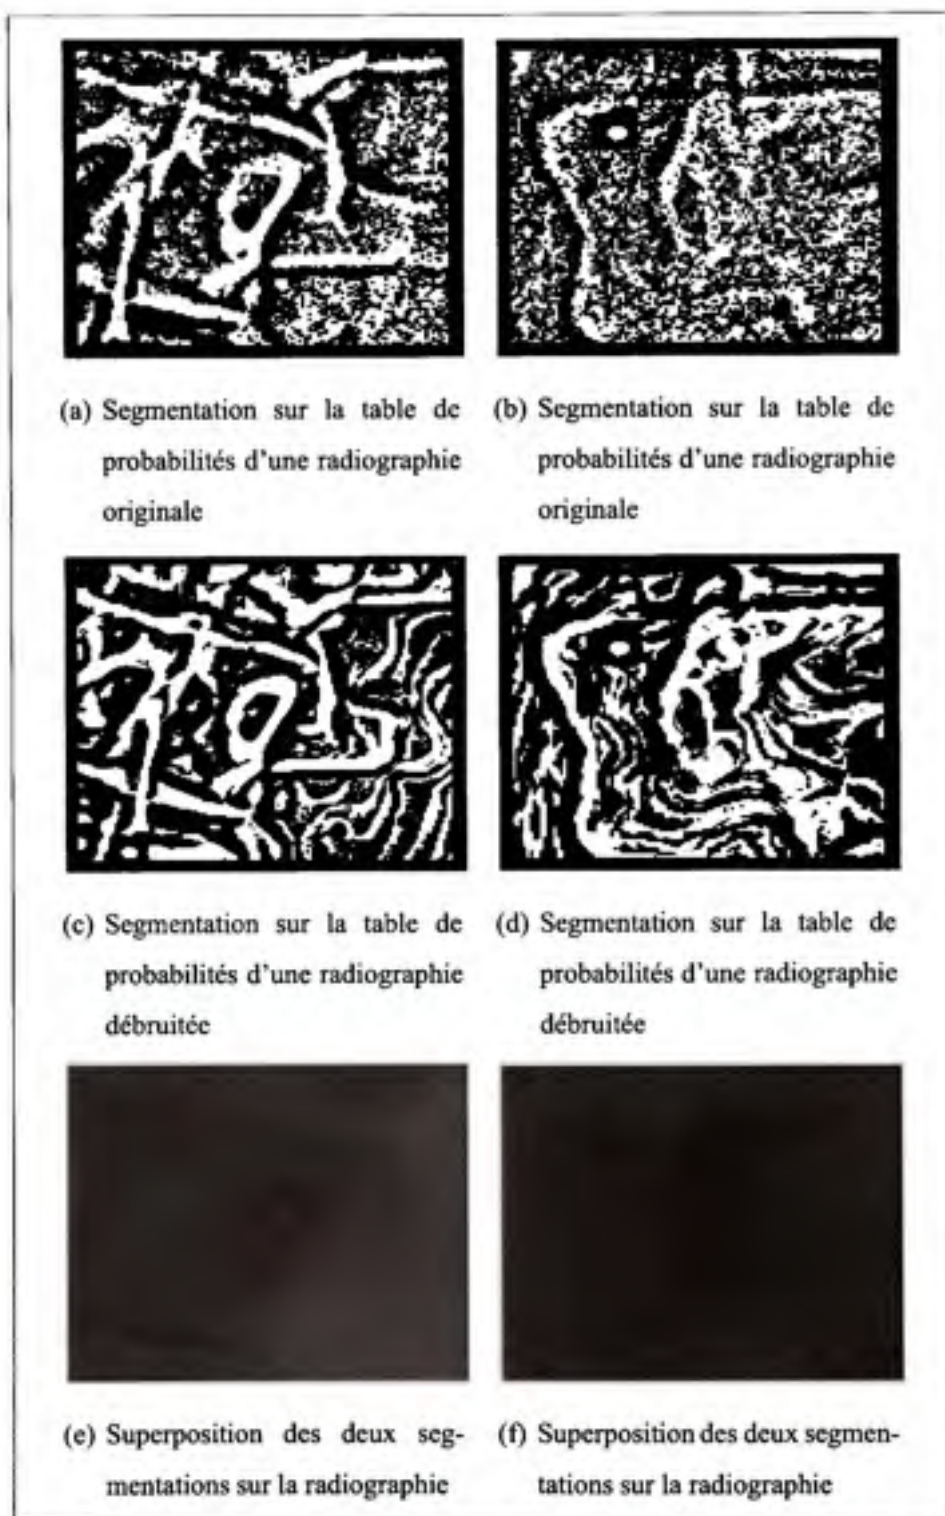 (a) Segmentation sur la table de
probabilités d'une radiographie
originale
(b) Segmentation sur la table de
probabilités d'une radiographie
originale
(c) Segmentation sur la table de
probabilités d'une radiographie
débruitée
(d) Segmentation sur la table de
probabilités d'une radiographie
débruitée
(e) Superposition des deux seg-
mentations sur la radiographie
(f) Superposition des deux segmen-
tations sur la radiographie